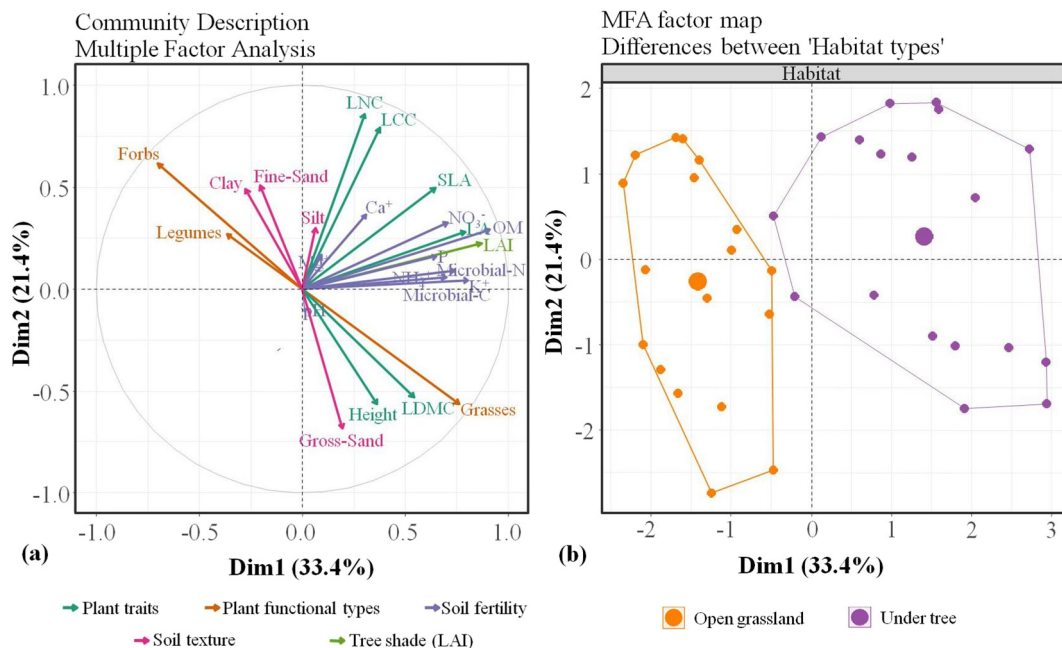 Community Description
Multiple Factor Analysis
1.0
0.5
0.0
-0.5
-1.0
Dim2 (21.4%)
LNC
LCC
Forbs
Clay
Fine-Sand
SLA
Legumes
Silt
Ca+
NO3-
OM
LAI
P
Microbial-N
NH4
K+
Microbial-C
pH
Height
LDMC
Grasses
Gross-Sand
-1.0
-0.5
0.0
0.5
1.0
(a)
Dim1 (33.4%)
Plant traits
Plant functional types
Soil fertility
Soil texture
Tree shade (LAI)
MFA factor map
Differences between 'Habitat types'
Habitat
2
1
0
-1
-2
Dim2 (21.4%)
-2
-1
0
1
2
3
(b)
Dim1 (33.4%)
Open grassland
Under tree